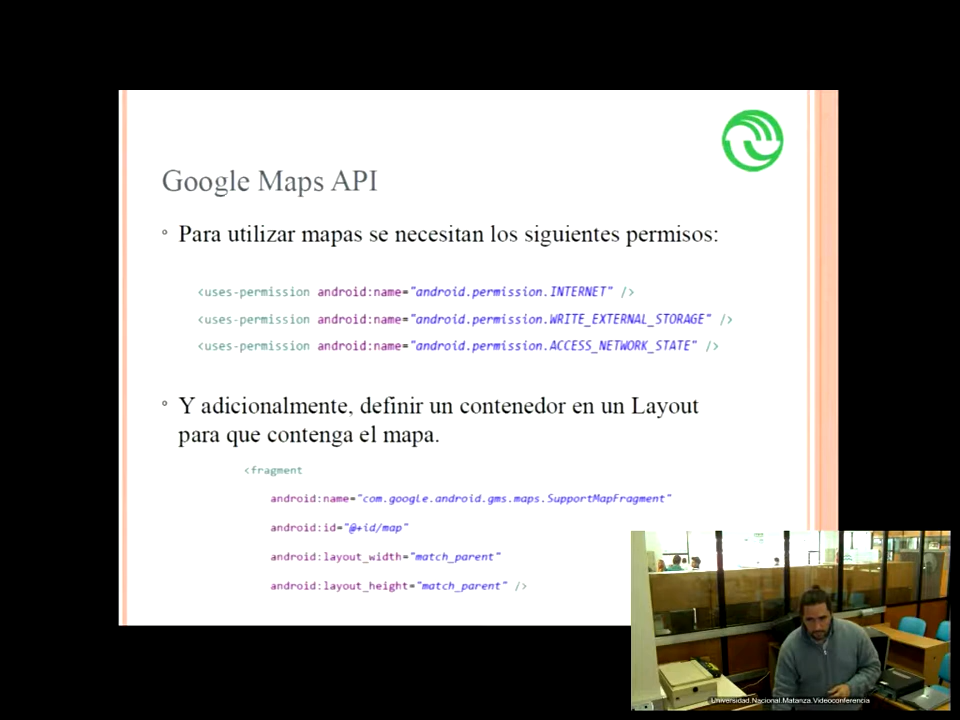 Google Maps API
Para utilizar mapas se necesitan los siguientes permisos:
<uses-permission android:name="android.permission.INTERNET" />
<uses-permission android:name="android.permission.WRITE_EXTERNAL_STORAGE" />
<uses-permission android:name="android.permission.ACCESS_NETWORK_STATE" />
Y adicionalmente, definir un contenedor en un Layout
para que contenga el mapa.
<fragment
android:name="com.google.android.gms.maps.SupportMapFragment"
android:id="@+id/map"
android:layout_width="match_parent"
android:layout_height="match_parent" />
Universidad.Nacional.Matanza.Videoconferencia